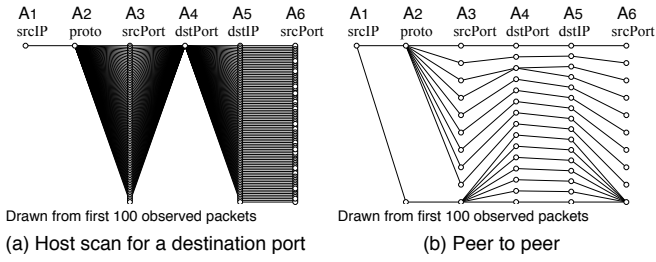 A1 A2 A3 A4 A5 A6
srcIP proto srcPort dstPort dstIP srcPort
Drawn from first 100 observed packets
(a) Host scan for a destination port
A1 A2 A3 A4 A5 A6
srcIP proto srcPort dstPort dstIP srcPort
Drawn from first 100 observed packets
(b) Peer to peer